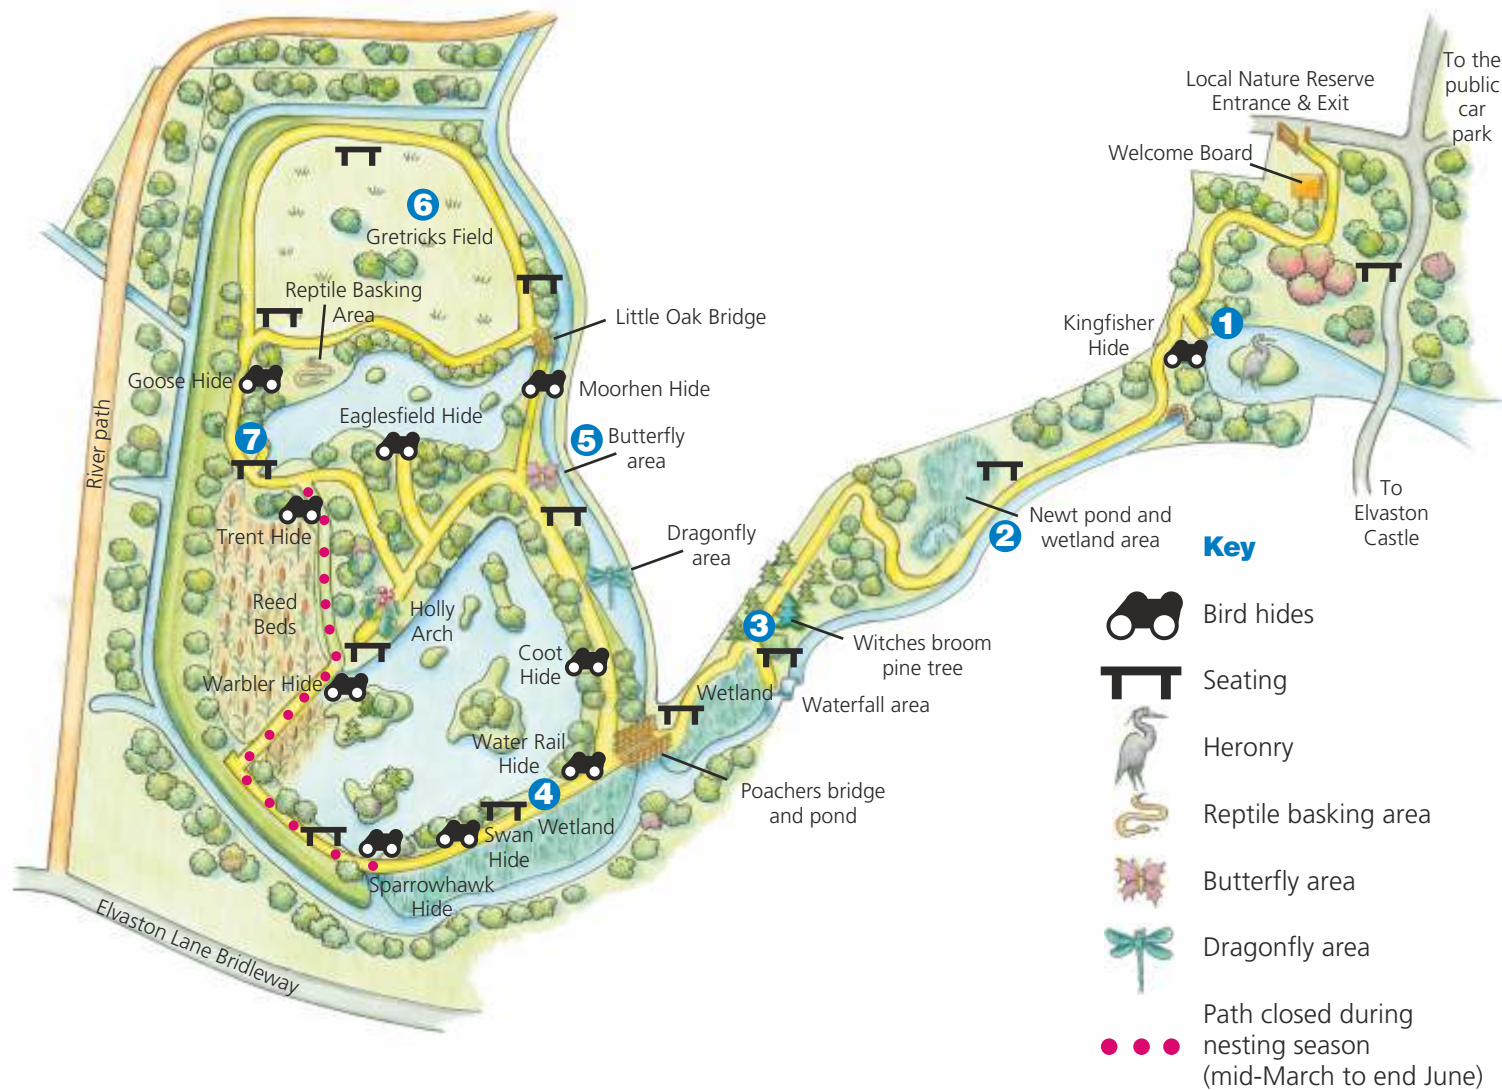 To the
public
car
park
Local Nature Reserve
Entrance & Exit
Welcome Board
6
Gretricks Field
Reptile Basking
Area
Little Oak Bridge
Kingfisher
Hide
1
Goose Hide
Moorhen Hide
Eaglesfield Hide
7
5
Butterfly
area
River path
Trent Hide
Dragonfly
area
2
Newt pond and
wetland area
To
Elvaston
Castle
Reed
Beds
Holly
Arch
3
Witches broom
pine tree
Coot
Hide
Warbler Hide
Wetland
Waterfall area
Water Rail
Hide
4
Poachers bridge
and pond
Swan
Hide
Wetland
Sparrowhawk
Hide
Elvaston Lane Bridleway
Key
Bird hides
Seating
Heronry
Reptile basking area
Butterfly area
Dragonfly area
Path closed during
nesting season
(mid-March to end June)